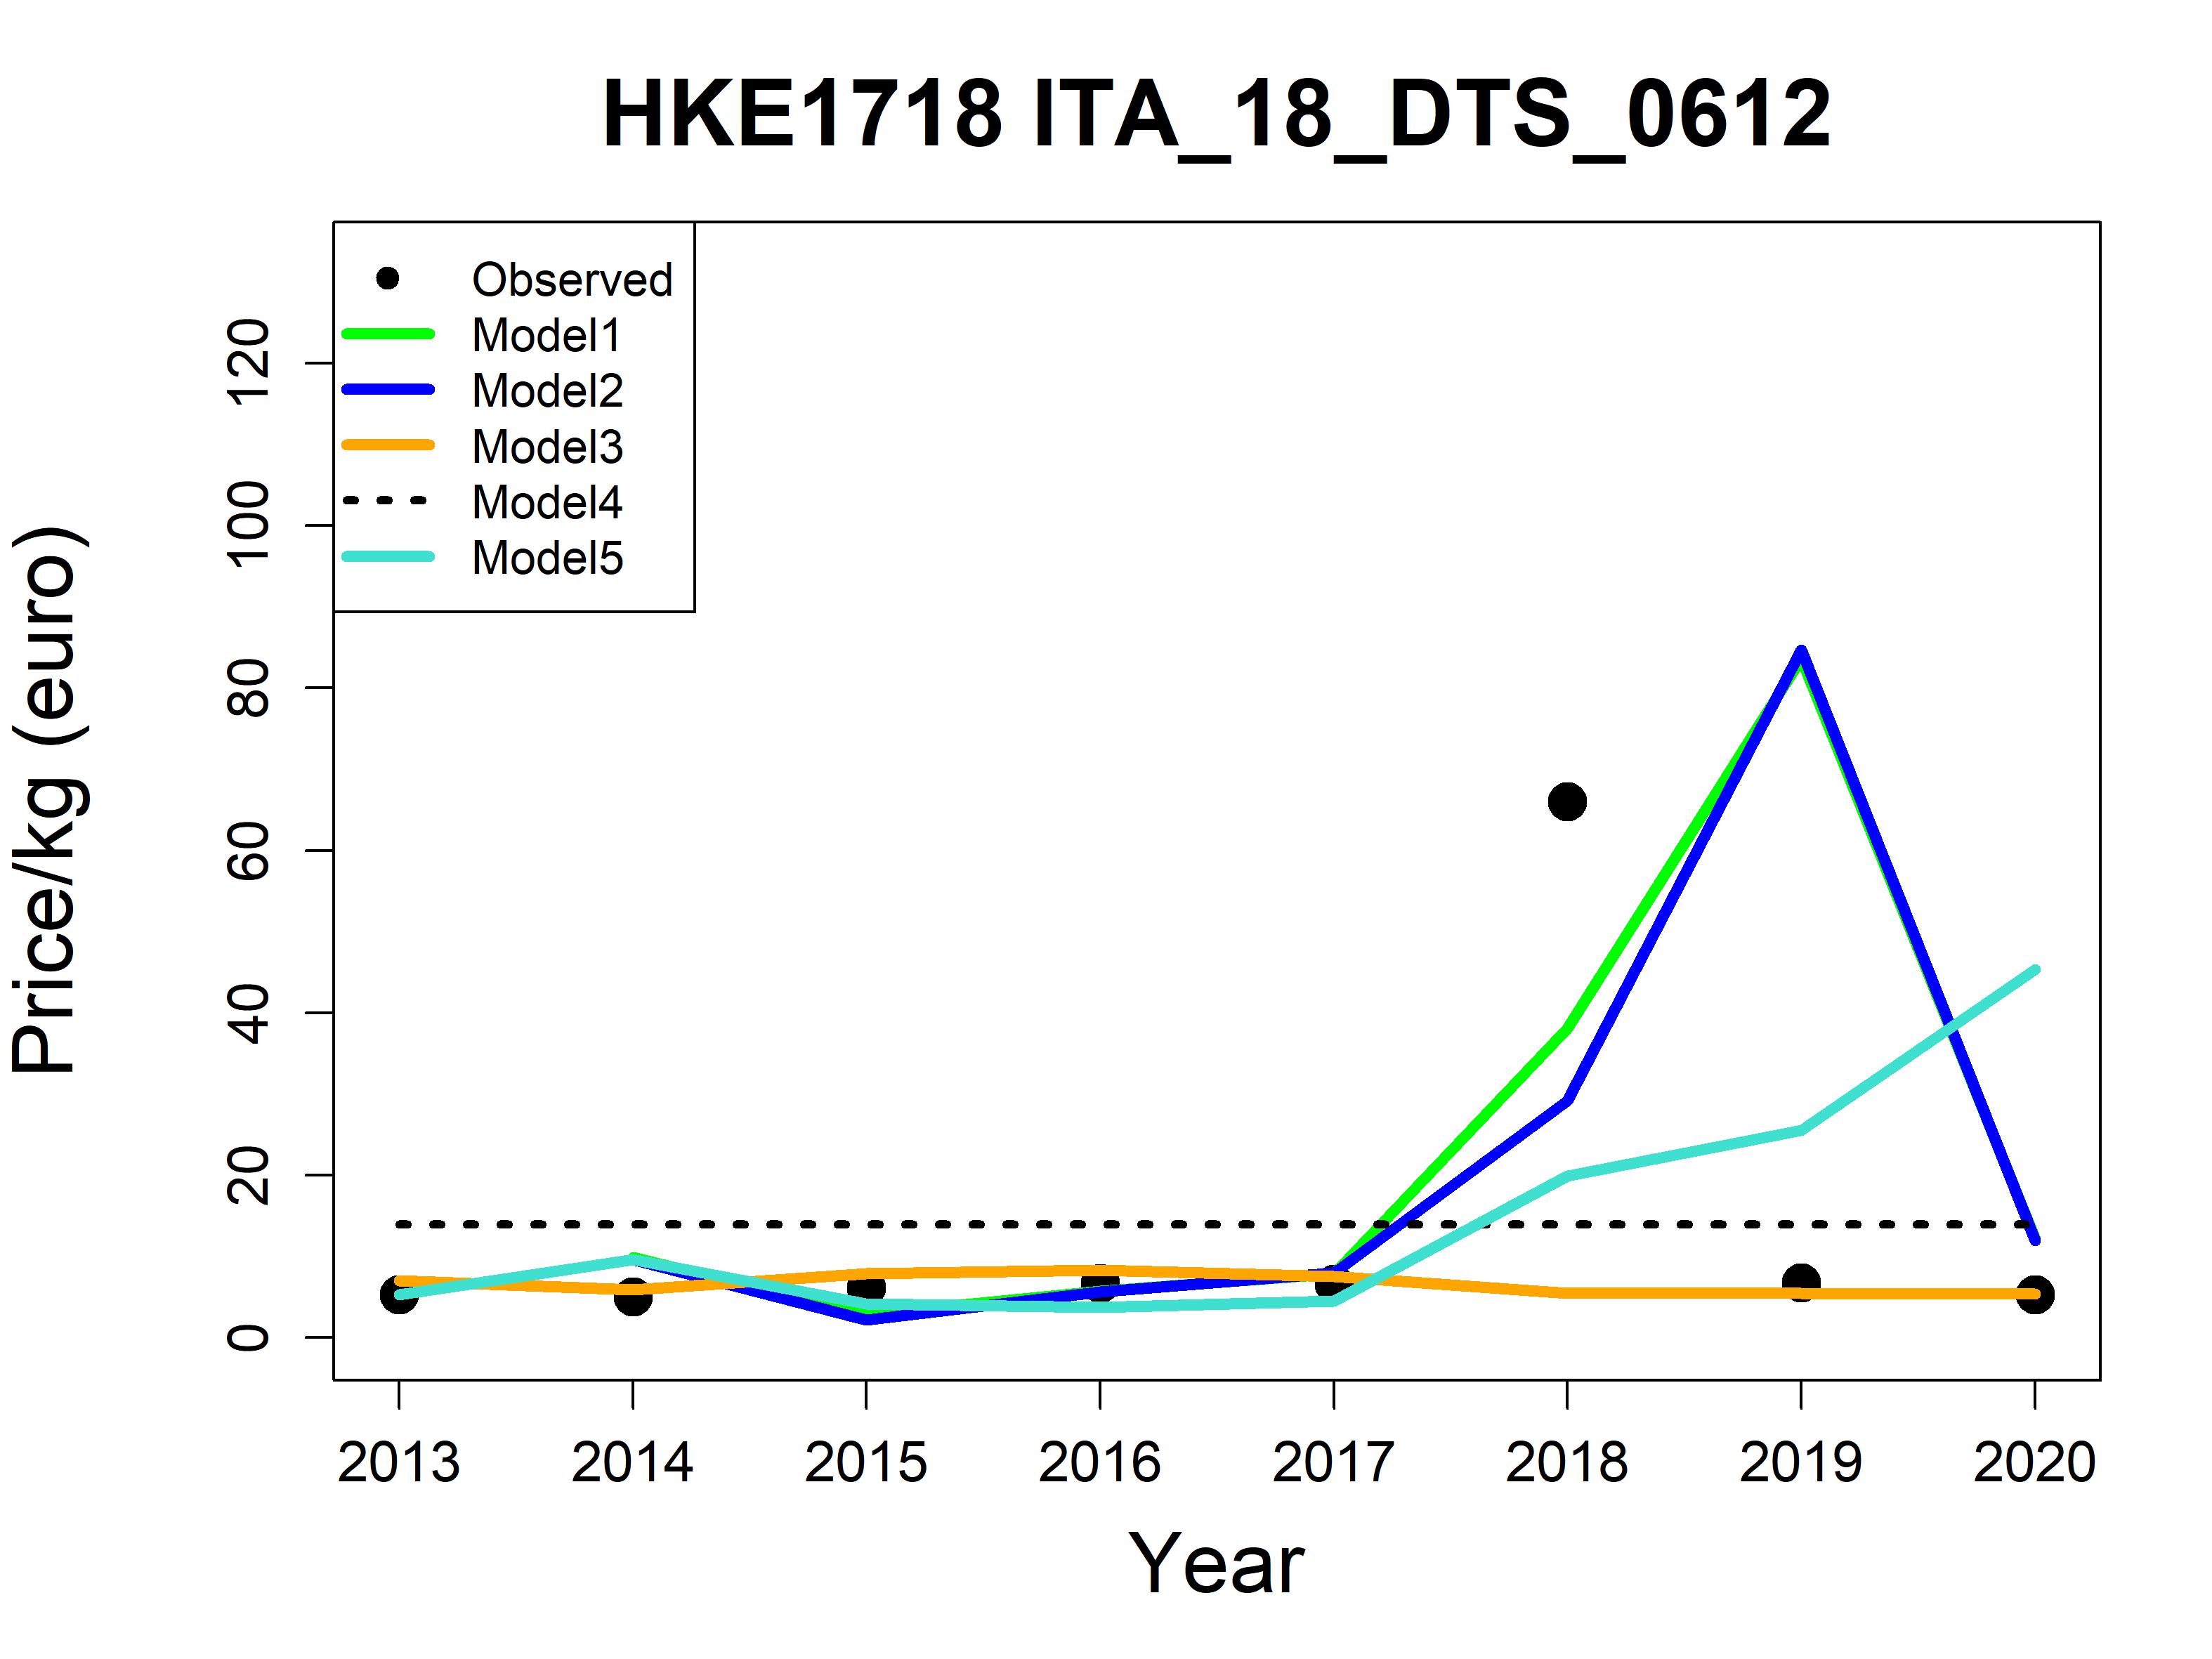 HKE1718 ITA_18_DTS_0612
Observed
Model1
Model2
Model3
Model4
Model5
Price/kg (euro)
120
100
80
60
40
20
0
2013 2014 2015 2016 2017 2018 2019 2020
Year